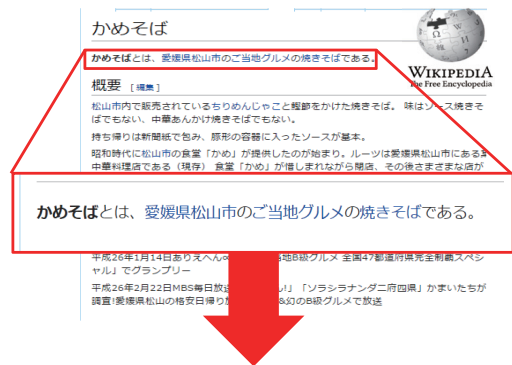 かめそば
かめそばとは、愛媛県松山市のご当地グルメの焼きそばである。
WIKIPEDIA
The Free Encyclopedia
概要 [編集]
松山市内で販売されているちりめんじゃこと鰹節をかけた焼きそば。 味はソース焼きそ
ばでもない、中華あんかけ焼きそばでもない。
持ち帰りは新聞紙で包み、豚形の容器に入ったソースが基本。
昭和時代に松山市の食堂「かめ」が提供したのが始まり。ルーツは愛媛県松山市にある
中華料理店である（現存） 食堂「かめ」が惜しまれながら閉店、その後さまざまな店が
かめそばとは、愛媛県松山市のご当地グルメの焼きそばである。
平成26年1月14日ありえへん 地B級グルメ 全国47都道府県完全制覇スペシ
ャル」でグランプリー
平成26年2月22日MBS毎日放送 ん!」「ソラシラナンダニ府四県」かまいたちが
調査!愛媛県松山の格安日帰り &幻のB級グルメで放送